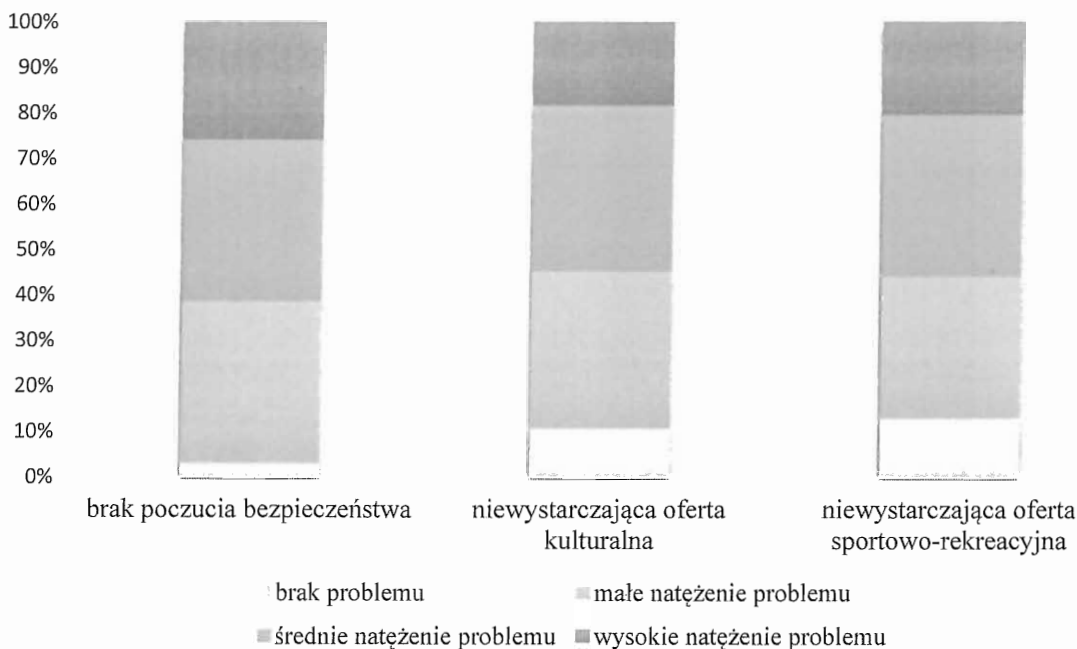 100%
90%
80%
70%
60%
50%
40%
30%
20%
10%
0%
brak poczucia bezpieczeństwa
niewystarczająca oferta
kulturalna
niewystarczająca oferta
sportowo-rekreacyjna
brak problemu
małe natężenie problemu
średnie natężenie problemu
wysokie natężenie problemu